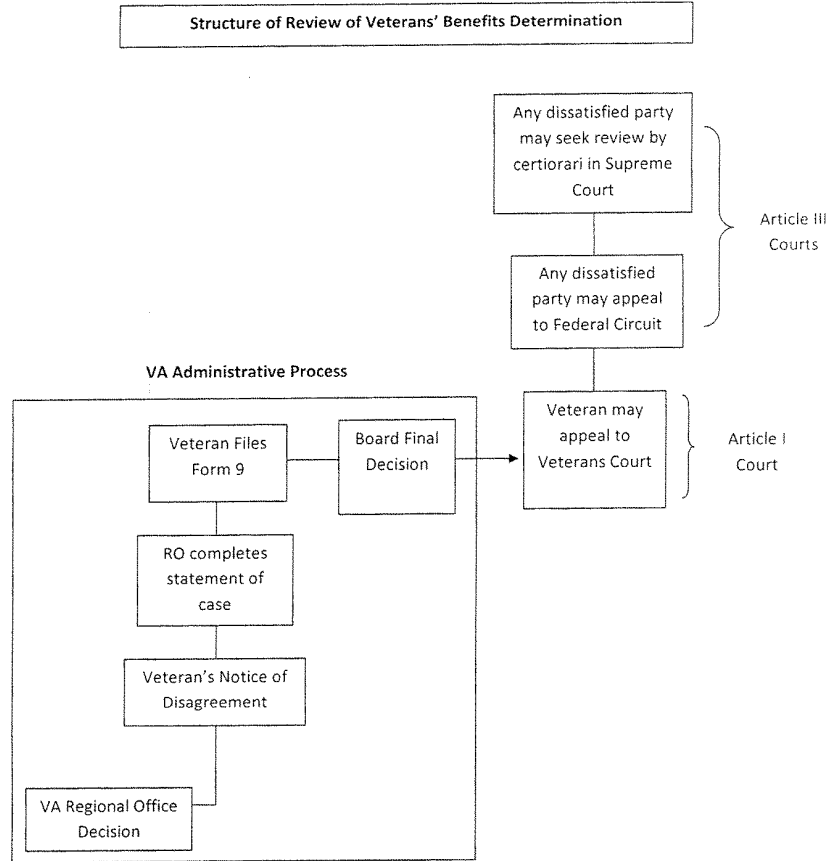 Structure of Review of Veterans' Benefits Determination
Any dissatisfied party
may seek review by
certiorari in Supreme
Court
Article III
Courts
Any dissatisfied
party may appeal
to Federal Circuit
VA Administrative Process
Veteran Files
Form 9
Board Final
Decision
Veteran may
appeal to
Veterans Court
Article I
Court
RO completes
statement of
case
Veteran's Notice of
Disagreement
VA Regional Office
Decision